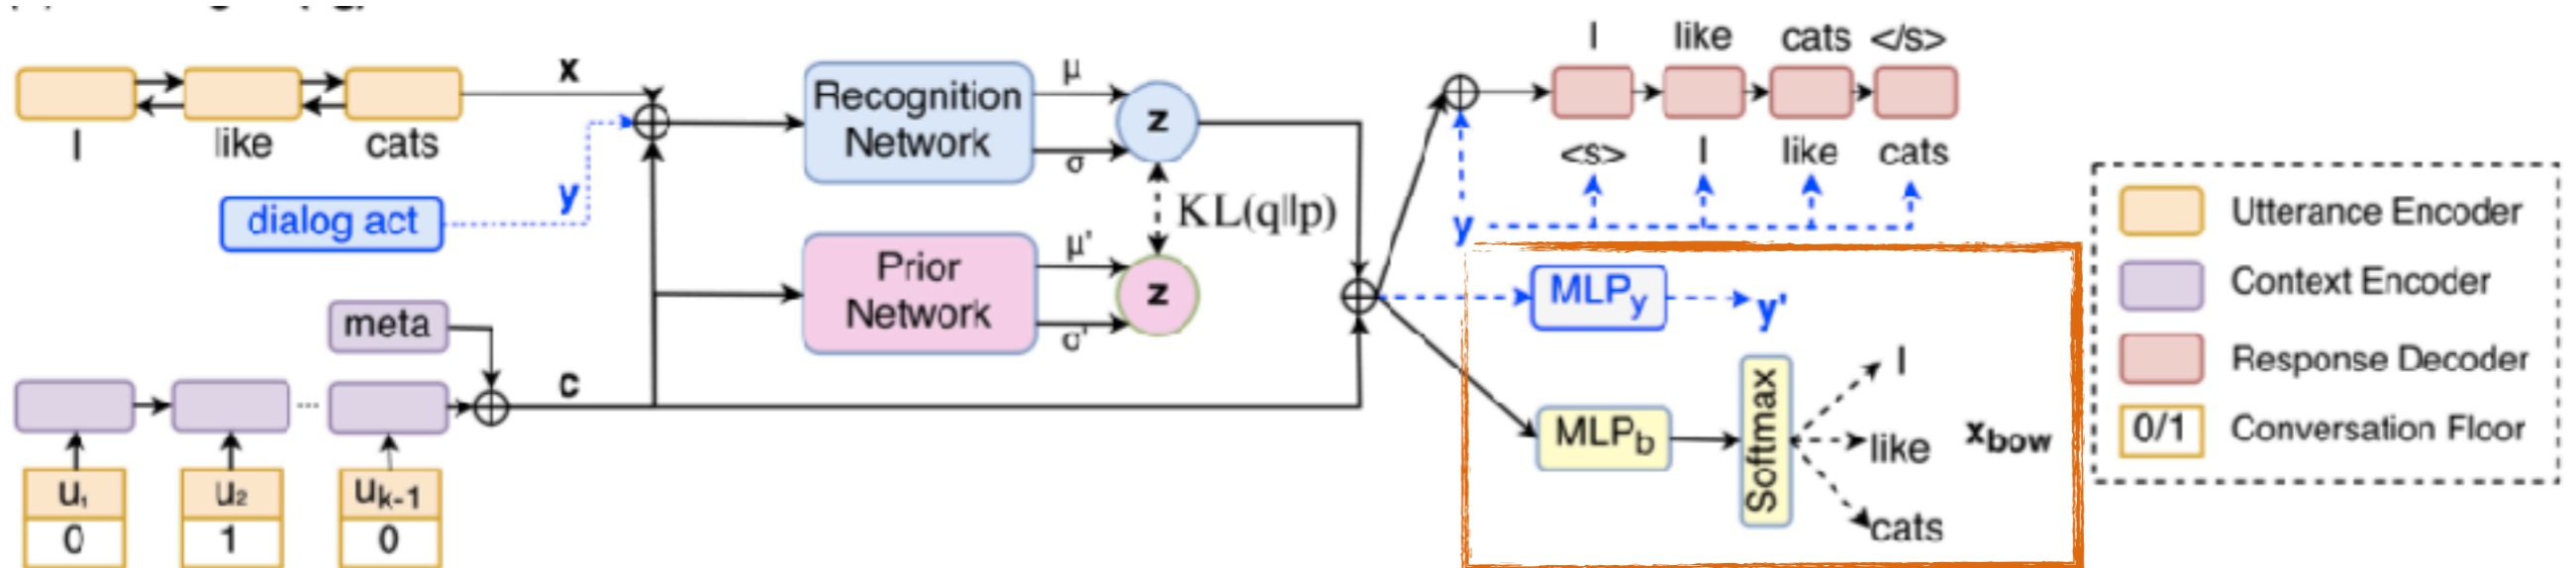 I like cats
x
dialog act
y
meta
c
u₁ u₂ uₖ₋₁
0 1 0
Recognition
Network
μ
σ
z
KL(q||p)
Prior
Network
μ'
σ'
z
I like cats </s>
<s> I like cats
y
MLPy
y'
MLPb
Softmax
I
like
cats
xbow
Utterance Encoder
Context Encoder
Response Decoder
0/1 Conversation Floor